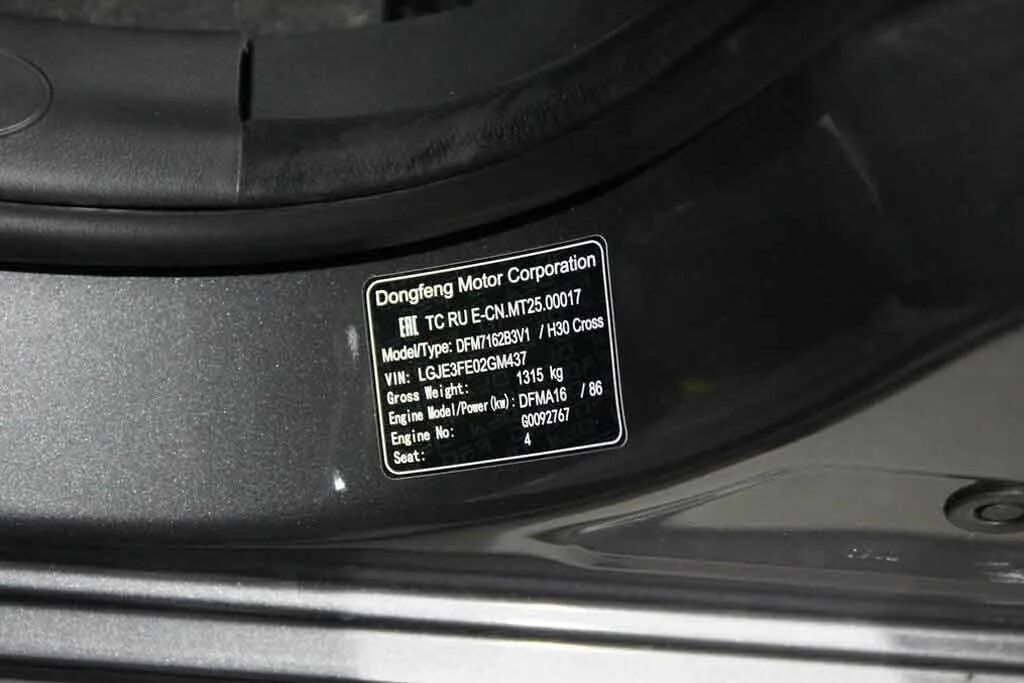 Dongfeng Motor Corporation
EAC TC RU E-CN.MT25.00017
Model/Type: DFM7162B3V1 / H30 Cross
VIN: LGJE3FE02GM437
Gross Weight: 1315 kg
Engine Model/Power(kw): DFMA16 / 86
Engine No: G0092767
Seat: 4